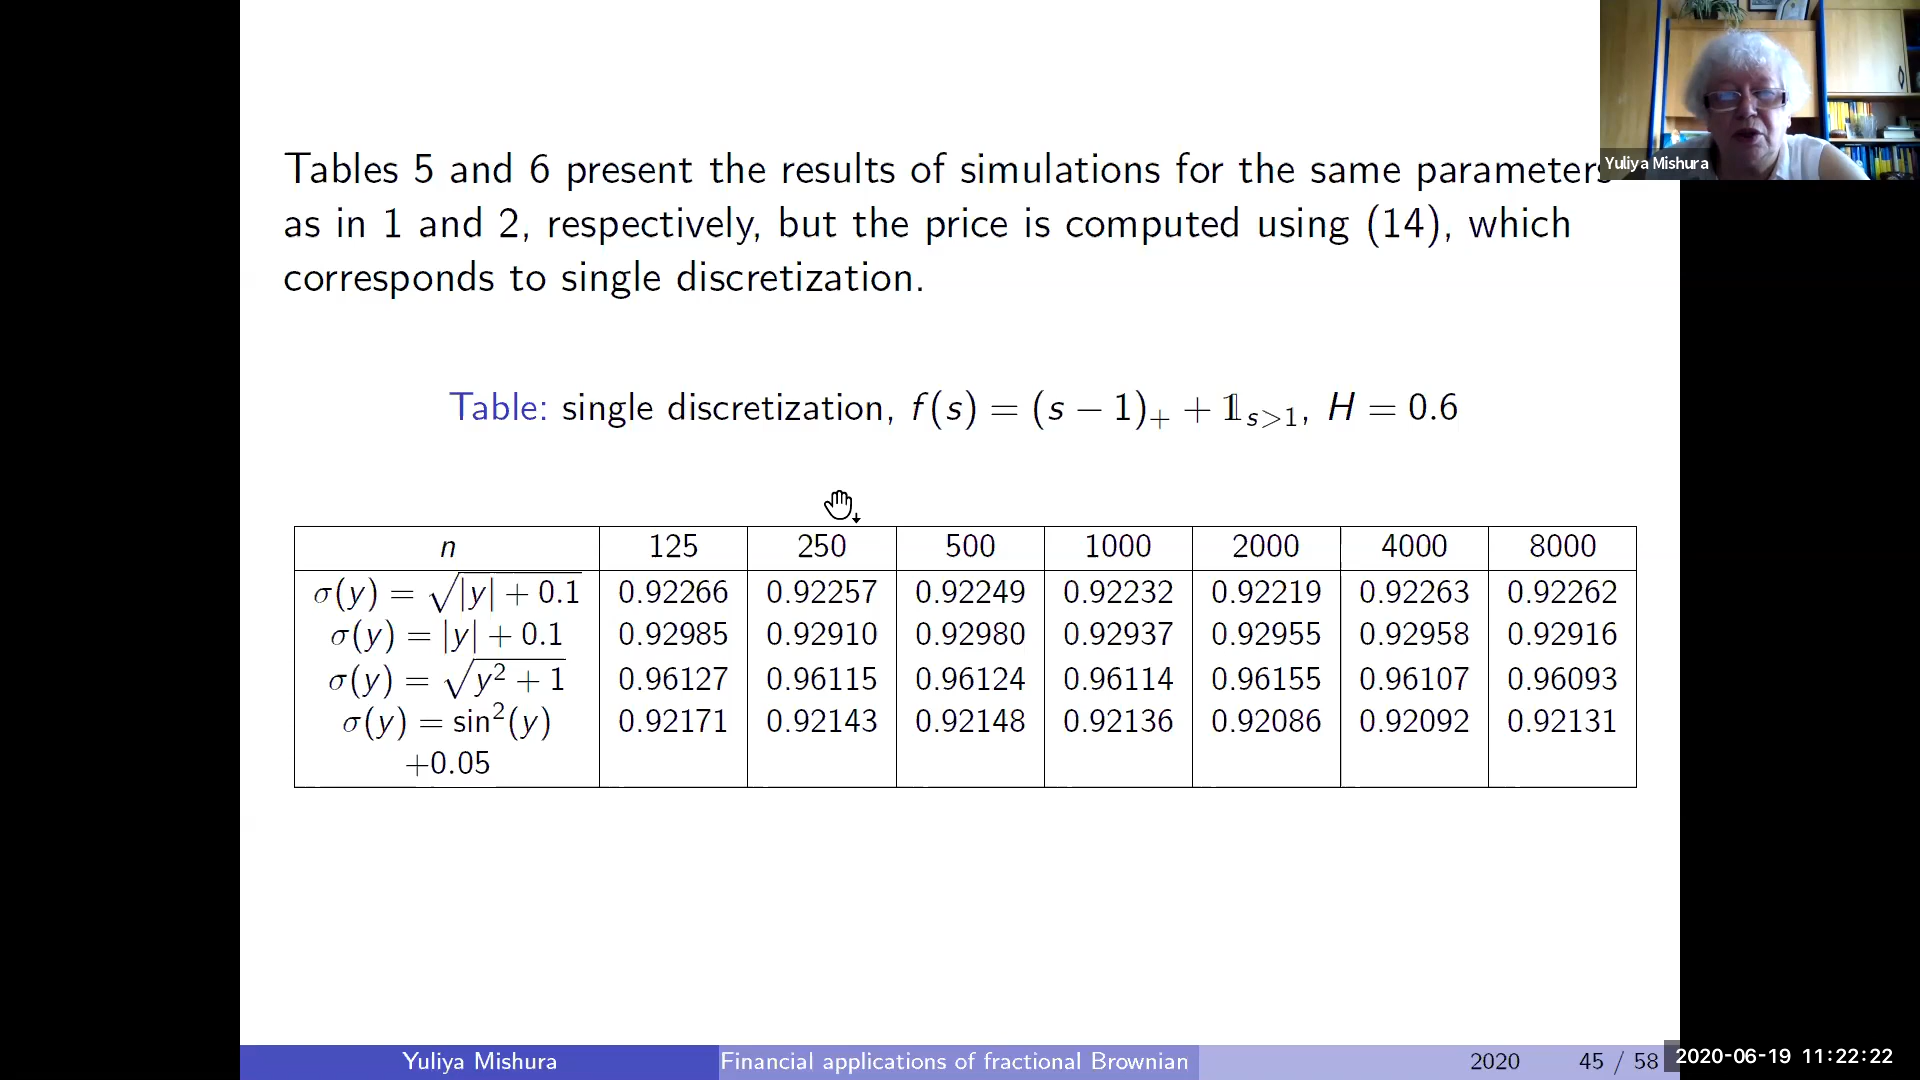 Tables 5 and 6 present the results of simulations for the same parameters
as in 1 and 2, respectively, but the price is computed using (14), which
corresponds to single discretization.
Yuliya Mishura
Table: single discretization, f(s) = (s − 1)₊ + 𝟙ₛ>₁, H = 0.6
n 125 250 500 1000 2000 4000 8000
σ(y) = √(|y| + 0.1) 0.92266 0.92257 0.92249 0.92232 0.92219 0.92263 0.92262
σ(y) = |y| + 0.1 0.92985 0.92910 0.92980 0.92937 0.92955 0.92958 0.92916
σ(y) = √(y² + 1) 0.96127 0.96115 0.96124 0.96114 0.96155 0.96107 0.96093
σ(y) = sin²(y) 0.92171 0.92143 0.92148 0.92136 0.92086 0.92092 0.92131
+0.05
Yuliya Mishura Financial applications of fractional Brownian 2020 45 / 58
2020-06-19 11:22:22